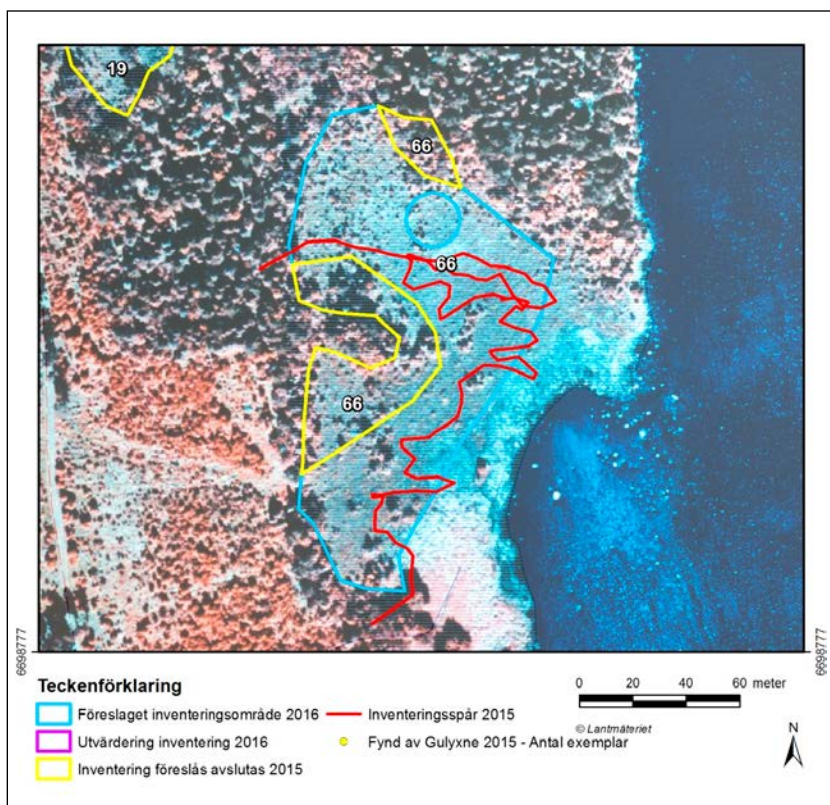 19
66
66
66
6698777
6698777
Teckenförklaring
Föreslaget inventeringsområde 2016
Utvärdering inventering 2016
Inventering föreslås avslutas 2015
Inventeringsspår 2015
Fynd av Gulyxne 2015 - Antal exemplar
0 20 40 60 meter
© Lantmäteriet
N